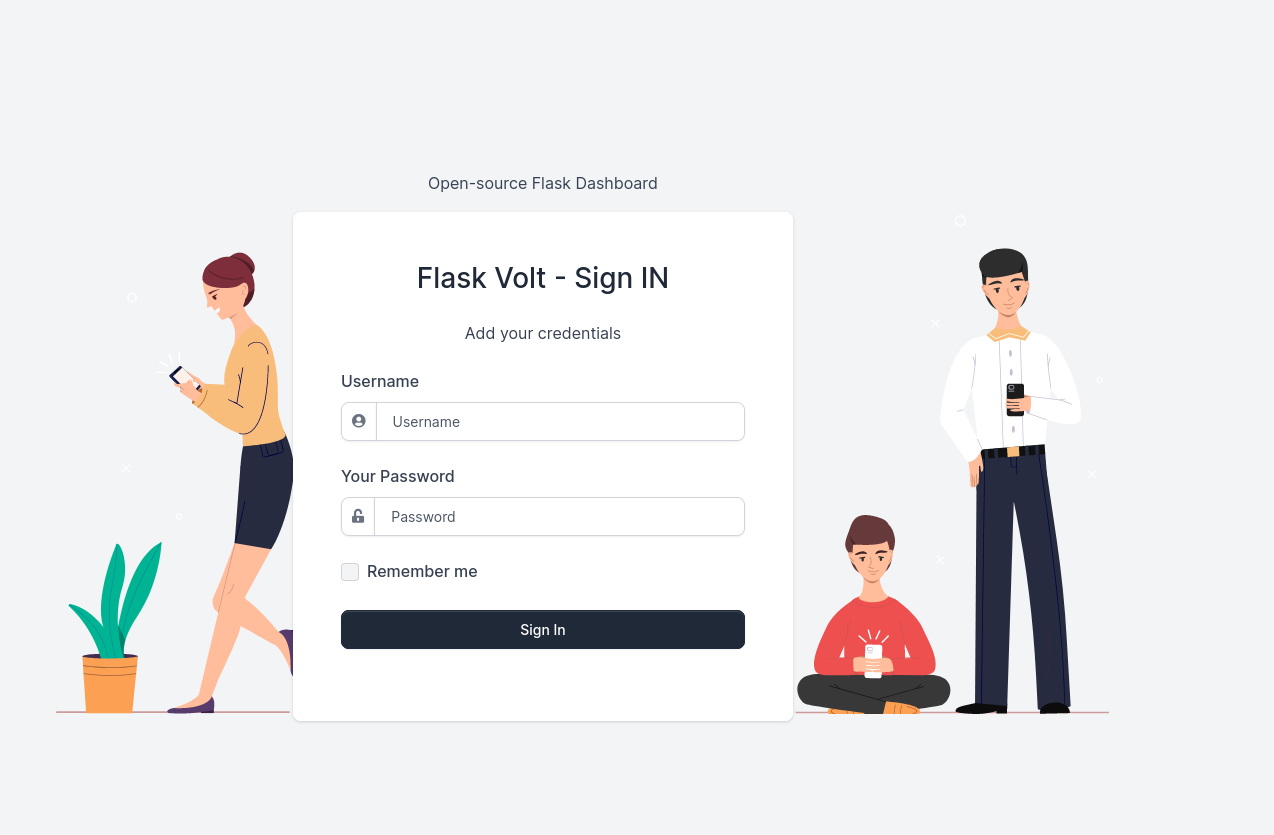 Open-source Flask Dashboard
Flask Volt - Sign IN
Add your credentials
Username
Username
Your Password
Password
Remember me
Sign In